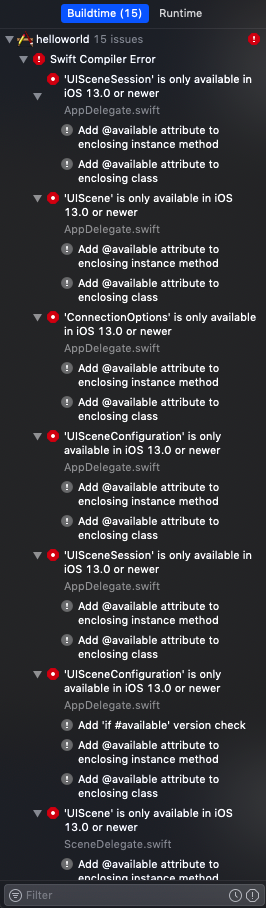 Buildtime (15) Runtime
helloworld 15 issues
Swift Compiler Error
'UISceneSession' is only available in
iOS 13.0 or newer
AppDelegate.swift
Add @available attribute to
enclosing instance method
Add @available attribute to
enclosing class
'UIScene' is only available in iOS
13.0 or newer
AppDelegate.swift
Add @available attribute to
enclosing instance method
Add @available attribute to
enclosing class
'ConnectionOptions' is only available
in iOS 13.0 or newer
AppDelegate.swift
Add @available attribute to
enclosing instance method
Add @available attribute to
enclosing class
'UISceneConfiguration' is only
available in iOS 13.0 or newer
AppDelegate.swift
Add @available attribute to
enclosing instance method
Add @available attribute to
enclosing class
'UISceneSession' is only available in
iOS 13.0 or newer
AppDelegate.swift
Add @available attribute to
enclosing instance method
Add @available attribute to
enclosing class
'UISceneConfiguration' is only
available in iOS 13.0 or newer
AppDelegate.swift
Add 'if #available' version check
Add @available attribute to
enclosing instance method
Add @available attribute to
enclosing class
'UIScene' is only available in iOS
13.0 or newer
SceneDelegate.swift
Add @available attribute to
enclosing instance method
Filter